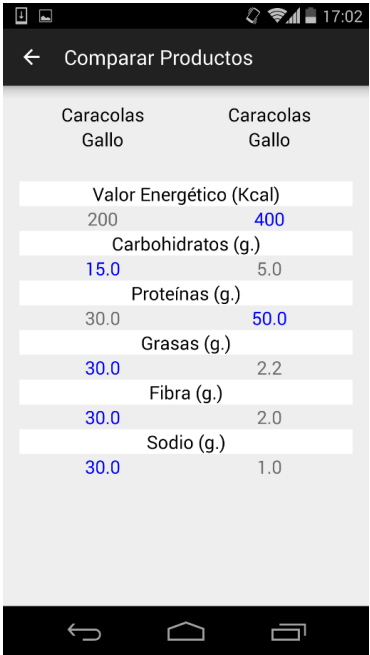 17:02
Comparar Productos
Caracolas Caracolas
Gallo Gallo
Valor Energético (Kcal)
200 400
Carbohidratos (g.)
15.0 5.0
Proteínas (g.)
30.0 50.0
Grasas (g.)
30.0 2.2
Fibra (g.)
30.0 2.0
Sodio (g.)
30.0 1.0